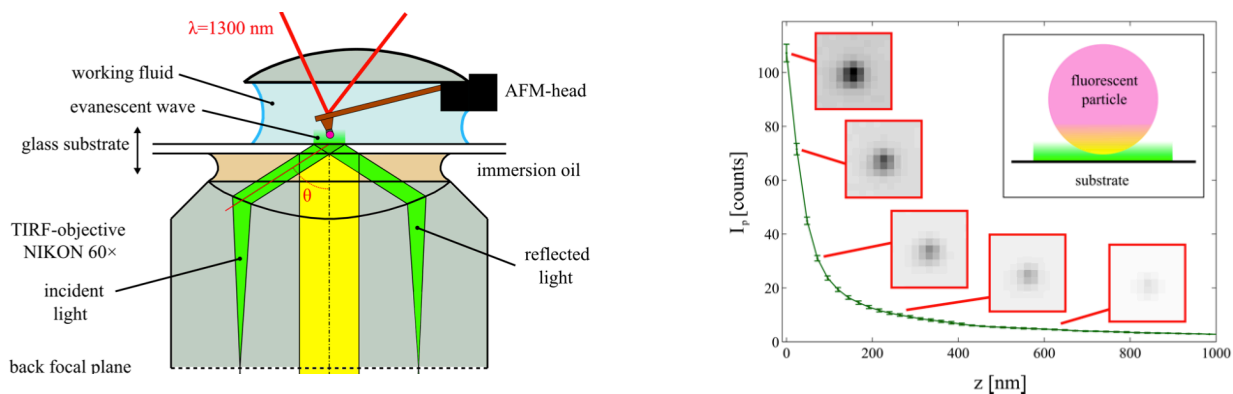 λ=1300 nm
working fluid
evanescent wave
AFM-head
glass substrate
immersion oil
θ
TIRF-objective
NIKON 60×
reflected
light
incident
light
back focal plane
I_p [counts]
100
80
60
40
20
0
0
200
400
600
800
1000
z [nm]
fluorescent
particle
substrate